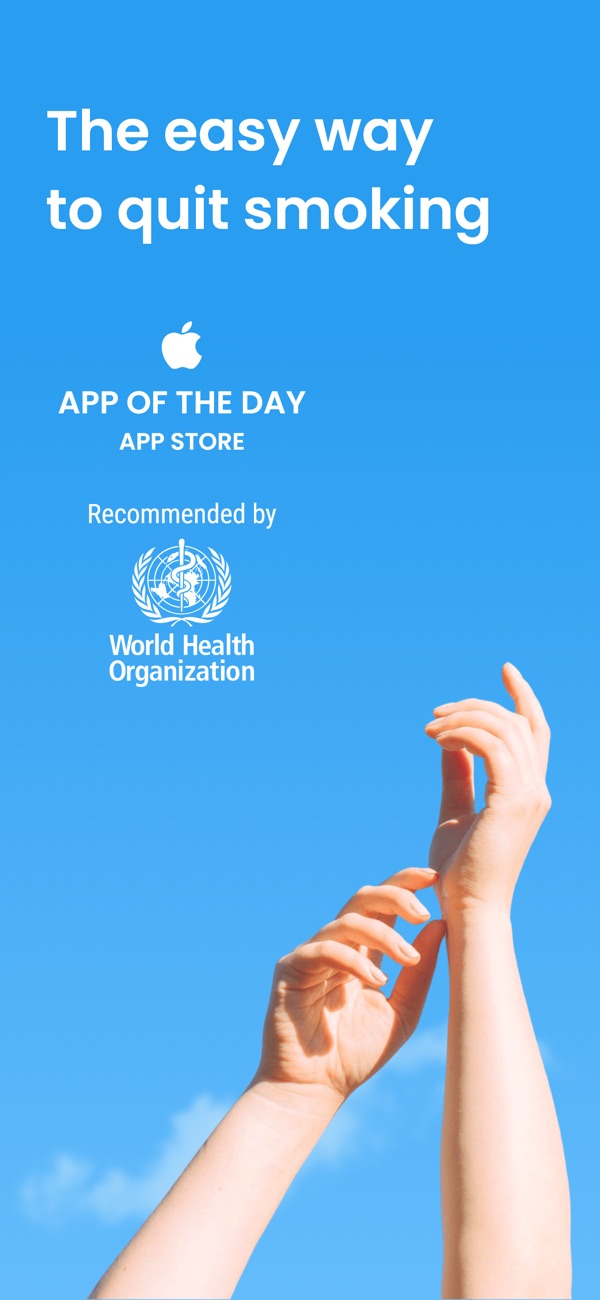 The easy way
to quit smoking
APP OF THE DAY
APP STORE
Recommended by
World Health
Organization